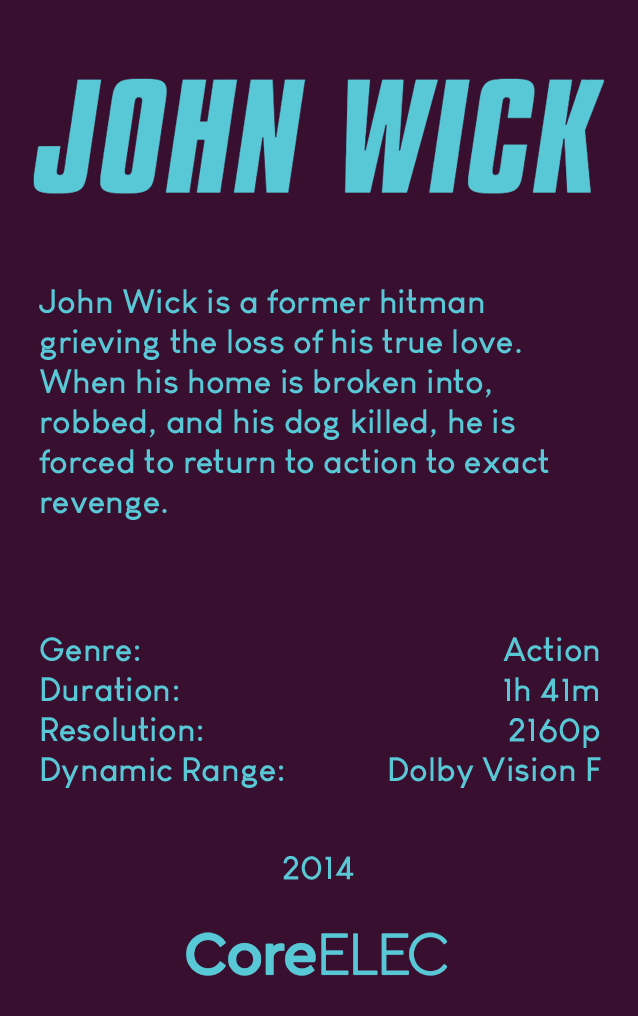 JOHN WICK
John Wick is a former hitman
grieving the loss of his true love.
When his home is broken into,
robbed, and his dog killed, he is
forced to return to action to exact
revenge.
Genre: Action
Duration: 1h 41m
Resolution: 2160p
Dynamic Range: Dolby Vision F
2014
CoreELEC